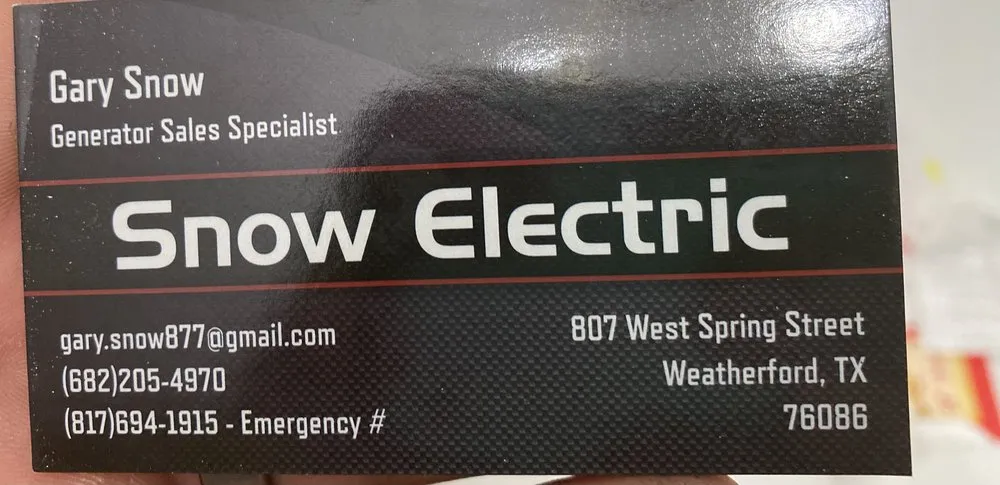 Gary Snow
Generator Sales Specialist
Snow Electric
gary.snow877@gmail.com
(682)205-4970
(817)694-1915 - Emergency #
807 West Spring Street
Weatherford, TX
76086